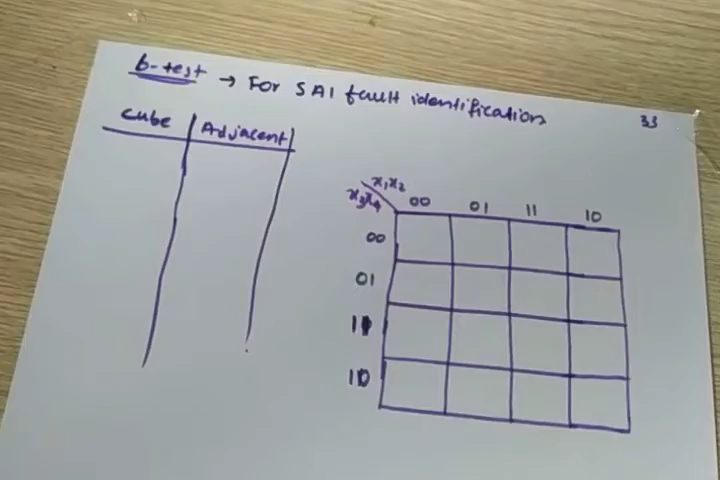 b-test → For SA1 fault identification
33
Cube Adjacent
x₁x₂
x₃x₄ 00 01 11 10
00
01
11
10